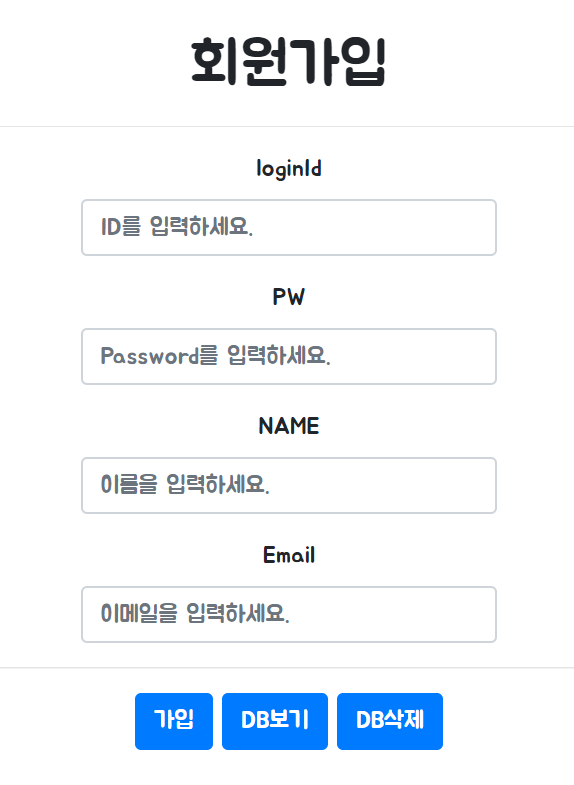 회원가입
loginId
ID를 입력하세요.
PW
Password를 입력하세요.
NAME
이름을 입력하세요.
Email
이메일을 입력하세요.
가입 DB보기 DB삭제